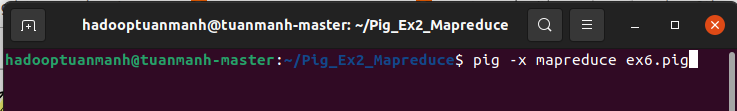 hadooptuanmanh@tuanmanh-master: ~/Pig_Ex2_Mapreduce
hadooptuanmanh@tuanmanh-master:~/Pig_Ex2_Mapreduce$ pig -x mapreduce ex6.pig